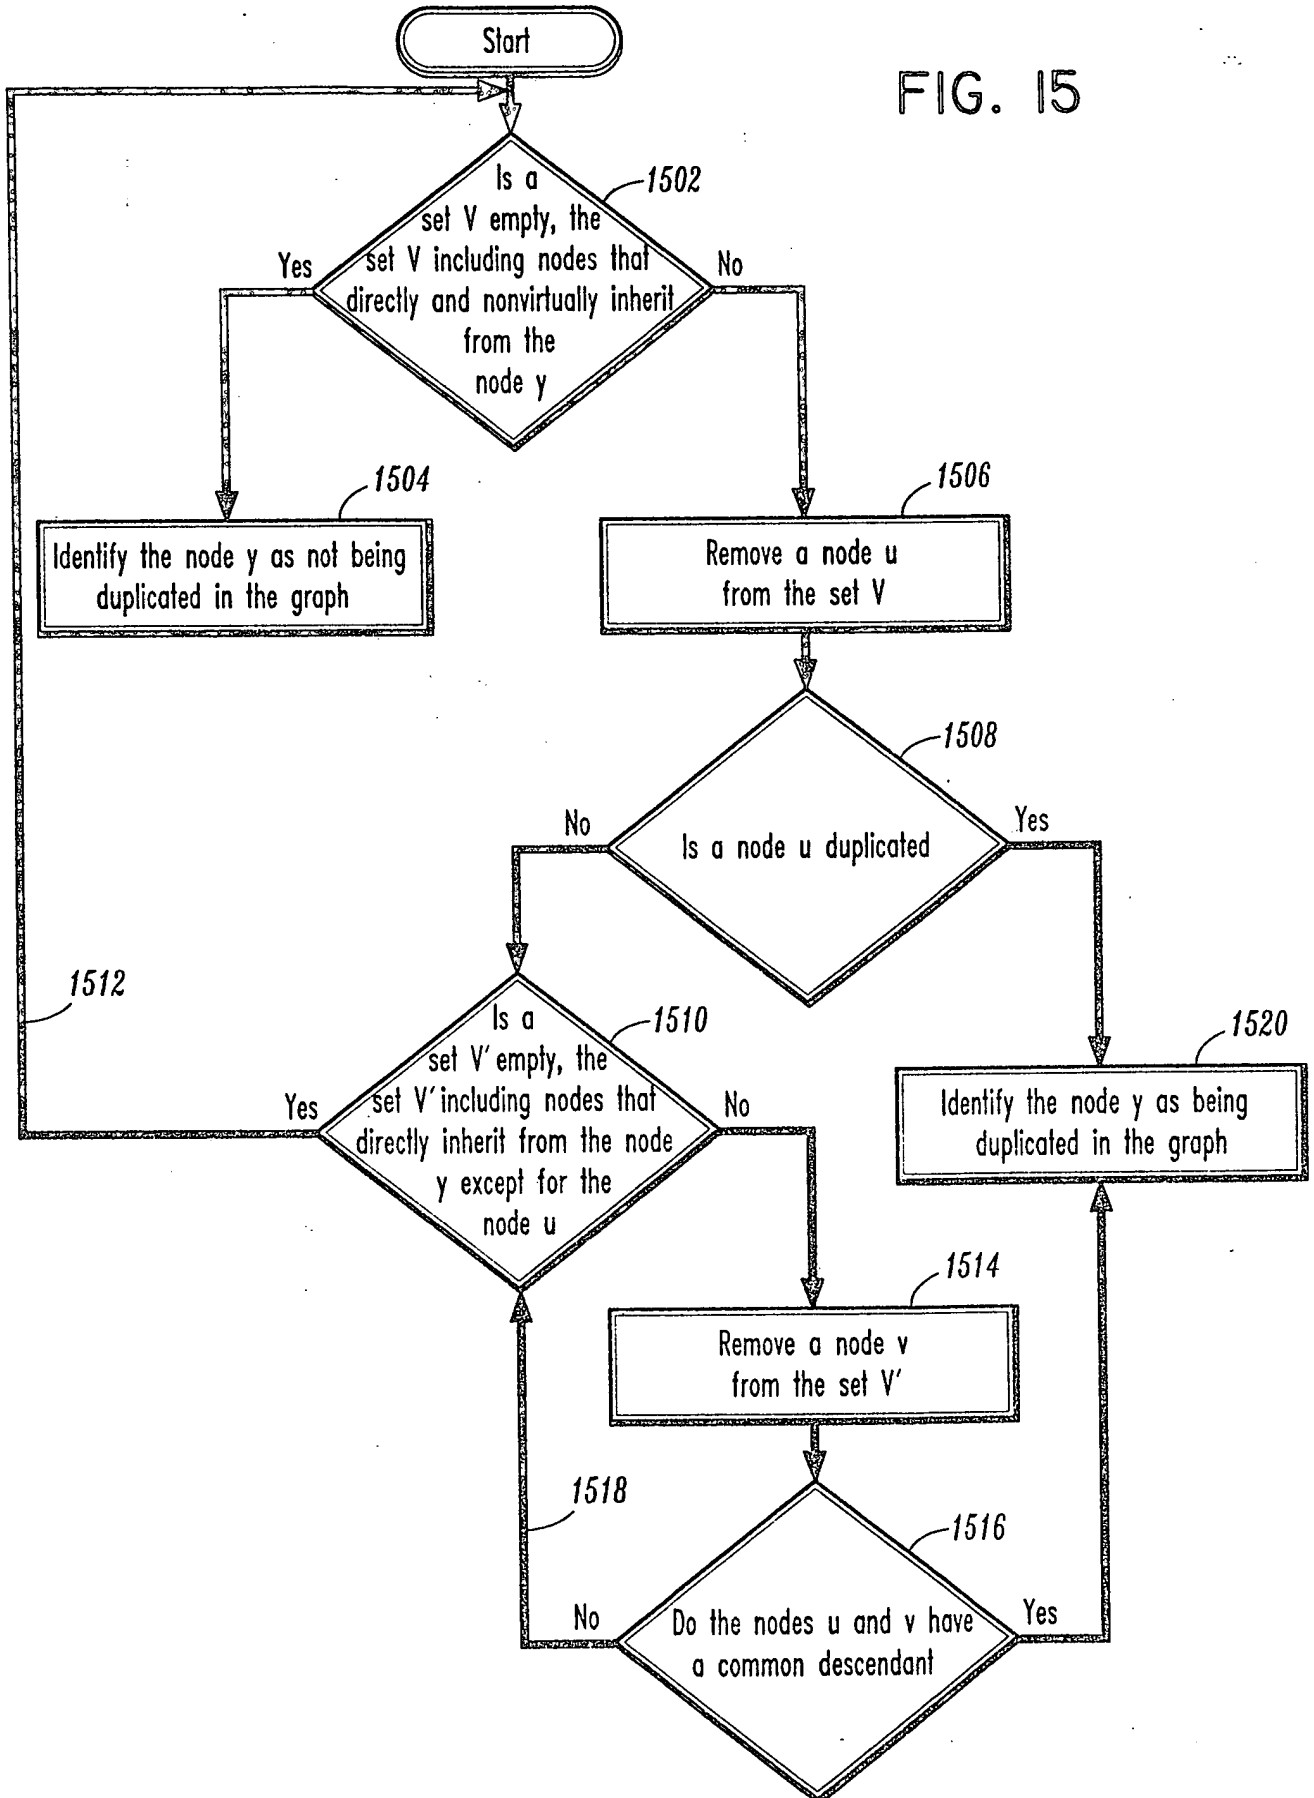 Start
FIG. 15
1502
Is a
set V empty, the
set V including nodes that
directly and nonvirtually inherit
from the
node y
Yes
No
1504
Identify the node y as not being
duplicated in the graph
1506
Remove a node u
from the set V
1508
Is a node u duplicated
No
Yes
1512
1510
Is a
set V' empty, the
set V' including nodes that
directly inherit from the node
y except for the
node u
Yes
No
1520
Identify the node y as being
duplicated in the graph
1514
Remove a node v
from the set V'
1518
1516
Do the nodes u and v have
a common descendant
No
Yes